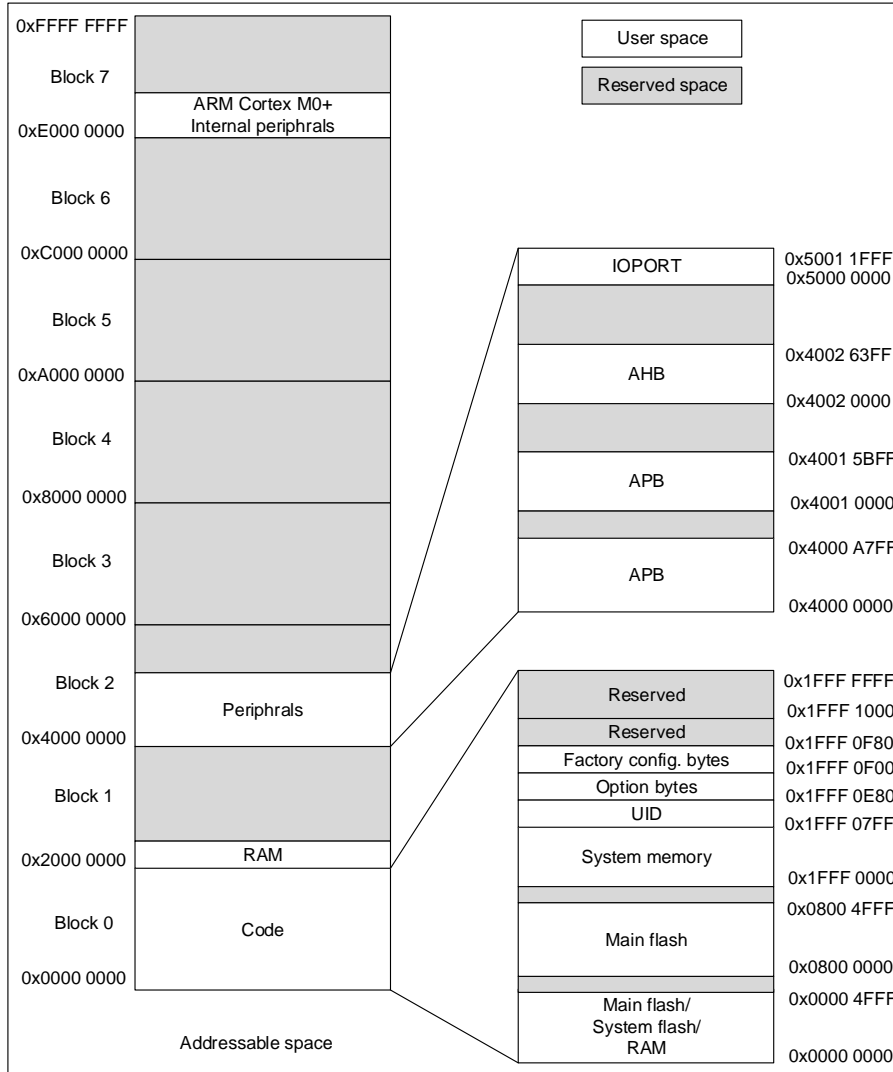 0xFFFF FFFF
Block 7
ARM Cortex M0+
Internal periphrals
0xE000 0000
Block 6
0xC000 0000
Block 5
0xA000 0000
Block 4
0x8000 0000
Block 3
0x6000 0000
Block 2
Periphrals
0x4000 0000
Block 1
RAM
0x2000 0000
Block 0
Code
0x0000 0000
Addressable space
User space
Reserved space
IOPORT
0x5001 1FFF
0x5000 0000
0x4002 63FF
AHB
0x4002 0000
0x4001 5BFF
APB
0x4001 0000
0x4000 A7FF
APB
0x4000 0000
0x1FFF FFFF
Reserved
0x1FFF 1000
Reserved
0x1FFF 0F80
Factory config. bytes
0x1FFF 0F00
Option bytes
0x1FFF 0E80
UID
0x1FFF 07FF
System memory
0x1FFF 0000
0x0800 4FFF
Main flash
0x0800 0000
0x0000 4FFF
Main flash/
System flash/
RAM
0x0000 0000